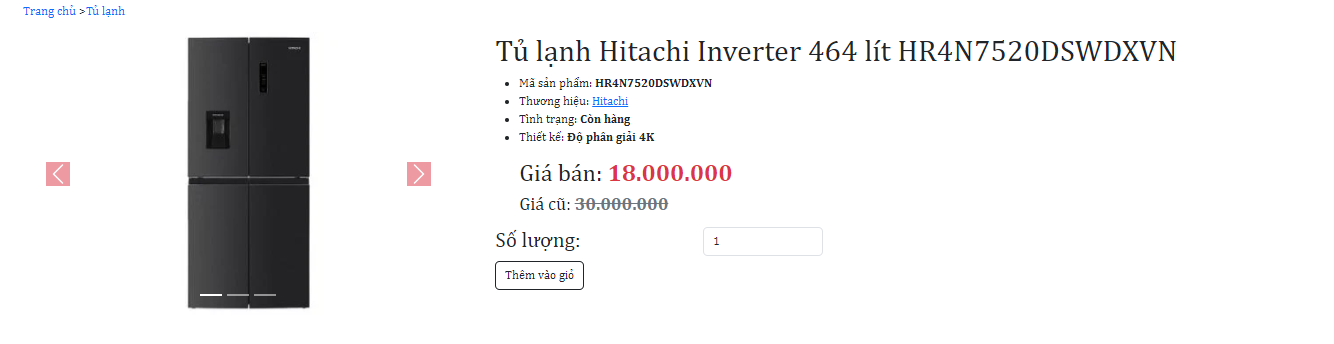 Trang chủ >Tủ lạnh
Tủ lạnh Hitachi Inverter 464 lít HR4N7520DSWDXVN
Mã sản phẩm: HR4N7520DSWDXVN
Thương hiệu: Hitachi
Tình trạng: Còn hàng
Thiết kế: Độ phân giải 4K
Giá bán: 18.000.000
Giá cũ: 30.000.000
Số lượng: 1
Thêm vào giỏ